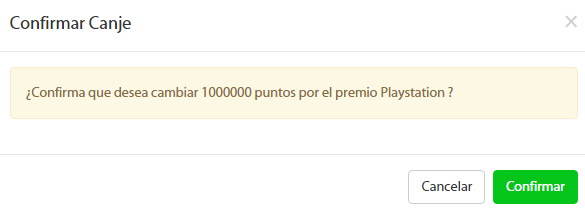 Confirmar Canje
×
¿Confirma que desea cambiar 1000000 puntos por el premio Playstation ?
Cancelar
Confirmar